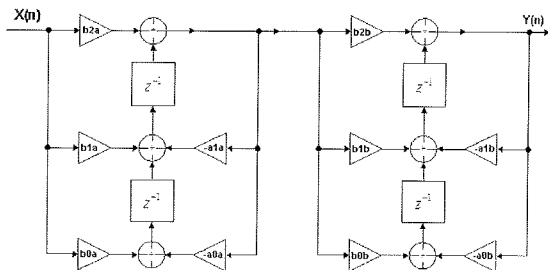 X(n) Y(n)
b2a b2b
z⁻¹ z⁻¹
b1a -a1a b1b -a1b
z⁻¹ z⁻¹
b0a -a0a b0b -a0b